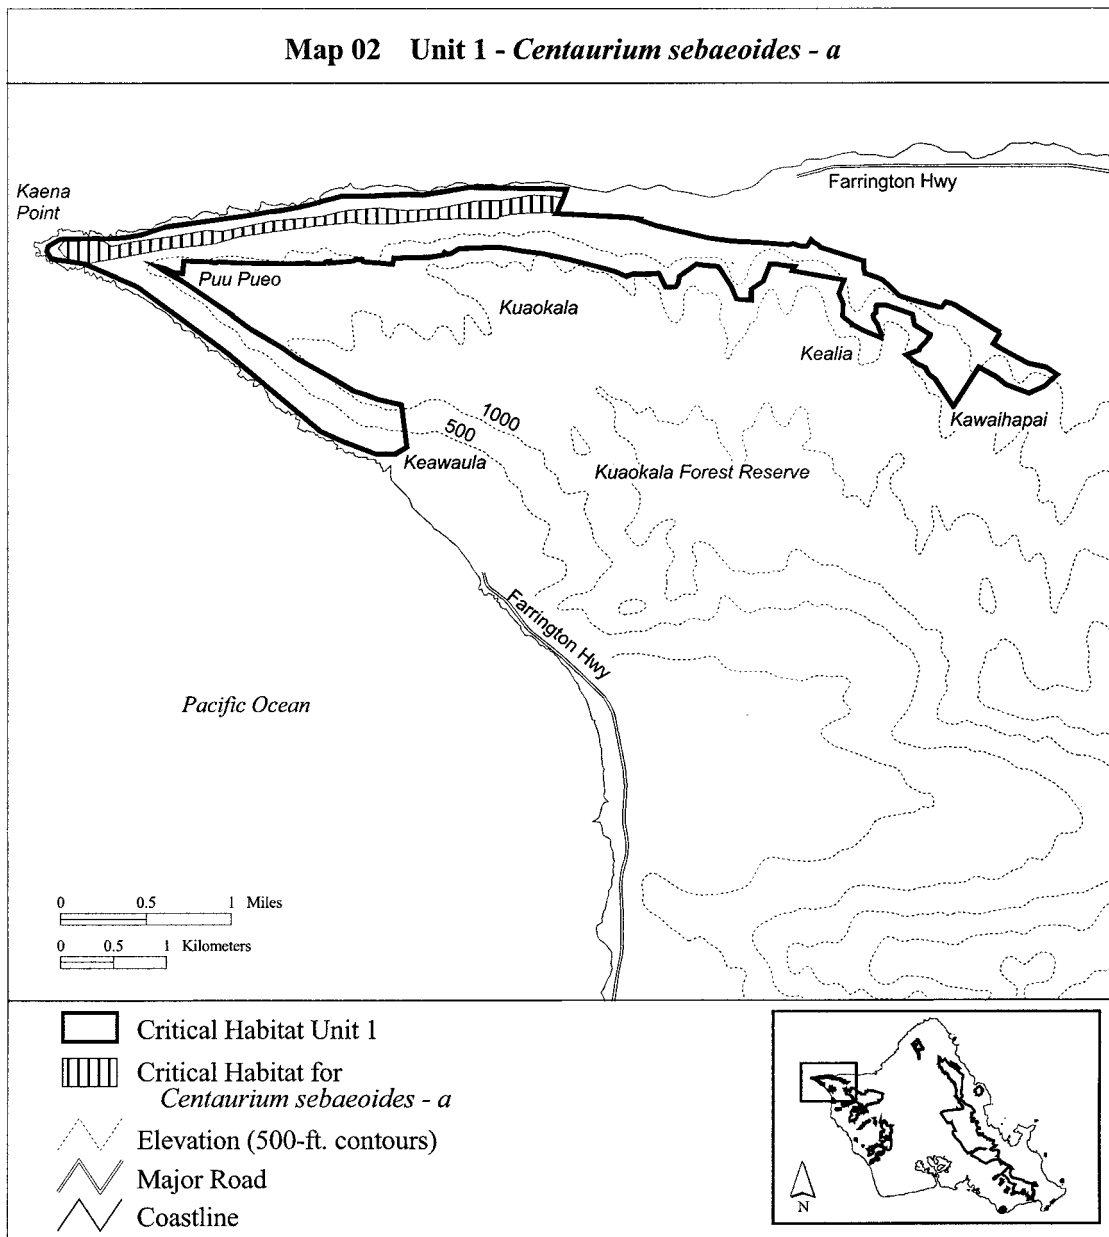 Map 02 Unit 1 - Centaurium sebaeoides - a
Kaena
Point
Farrington Hwy
Puu Pueo
Kuaokala
Kealia
Kawaihapai
1000
500
Keawaula
Kuaokala Forest Reserve
Farrington Hwy
Pacific Ocean
0 0.5 1 Miles
0 0.5 1 Kilometers
Critical Habitat Unit 1
Critical Habitat for
Centaurium sebaeoides - a
Elevation (500-ft. contours)
Major Road
Coastline
N